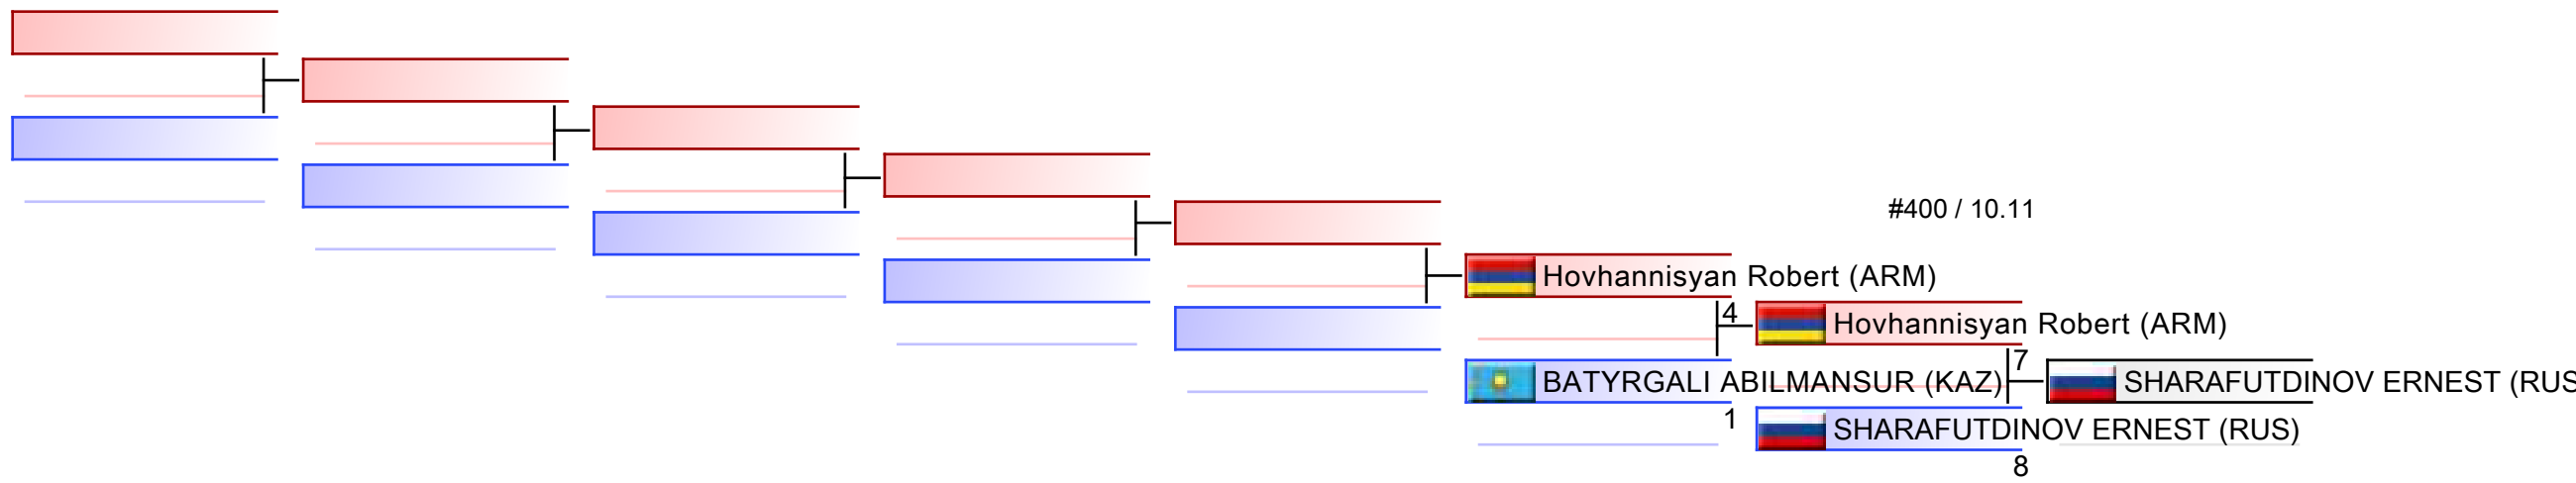 #400 / 10.11
Hovhannisyan Robert (ARM)
4
Hovhannisyan Robert (ARM)
7
BATYRGALI ABILMANSUR (KAZ)
SHARAFUTDINOV ERNEST (RUS
1
SHARAFUTDINOV ERNEST (RUS)
8